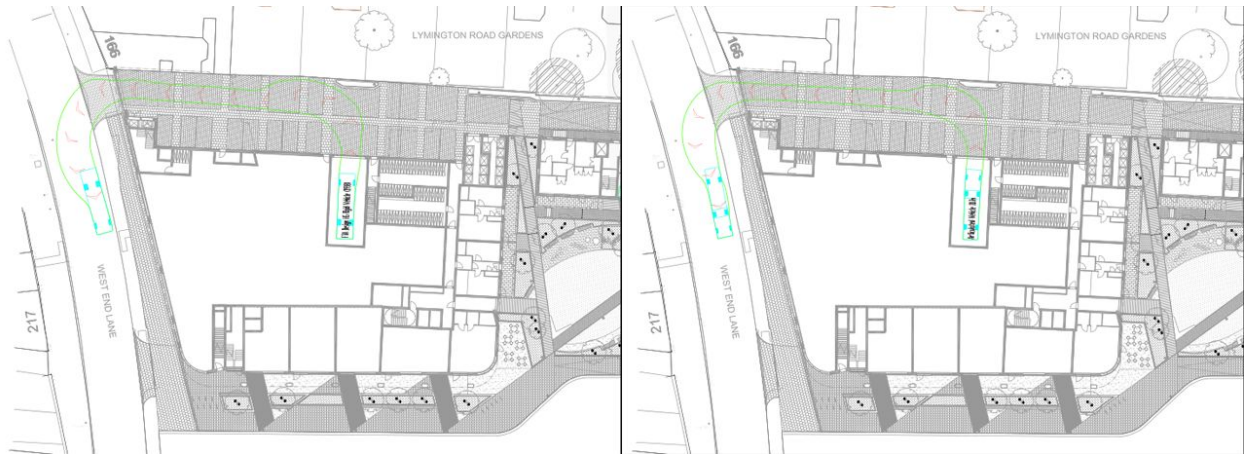 166
LYMINGTON ROAD GARDENS
WEST END LANE
217
166
LYMINGTON ROAD GARDENS
WEST END LANE
217